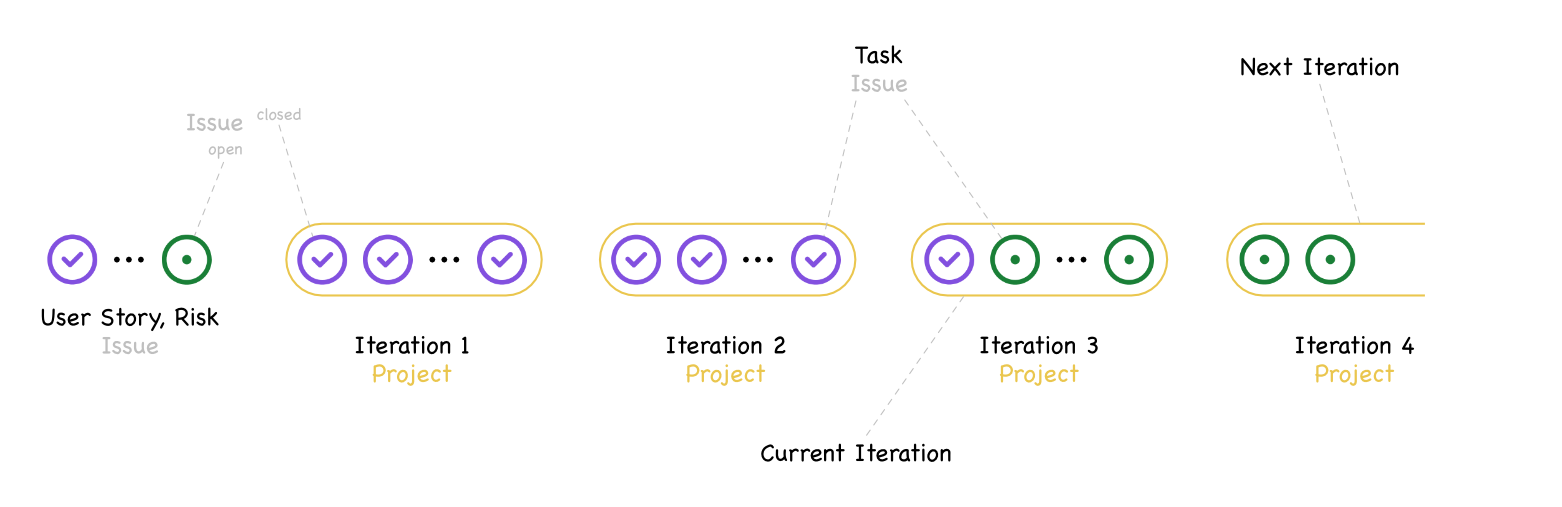 Task
Issue
Next Iteration
Issue
closed
open
User Story, Risk
Issue
Iteration 1
Project
Iteration 2
Project
Iteration 3
Project
Iteration 4
Project
Current Iteration